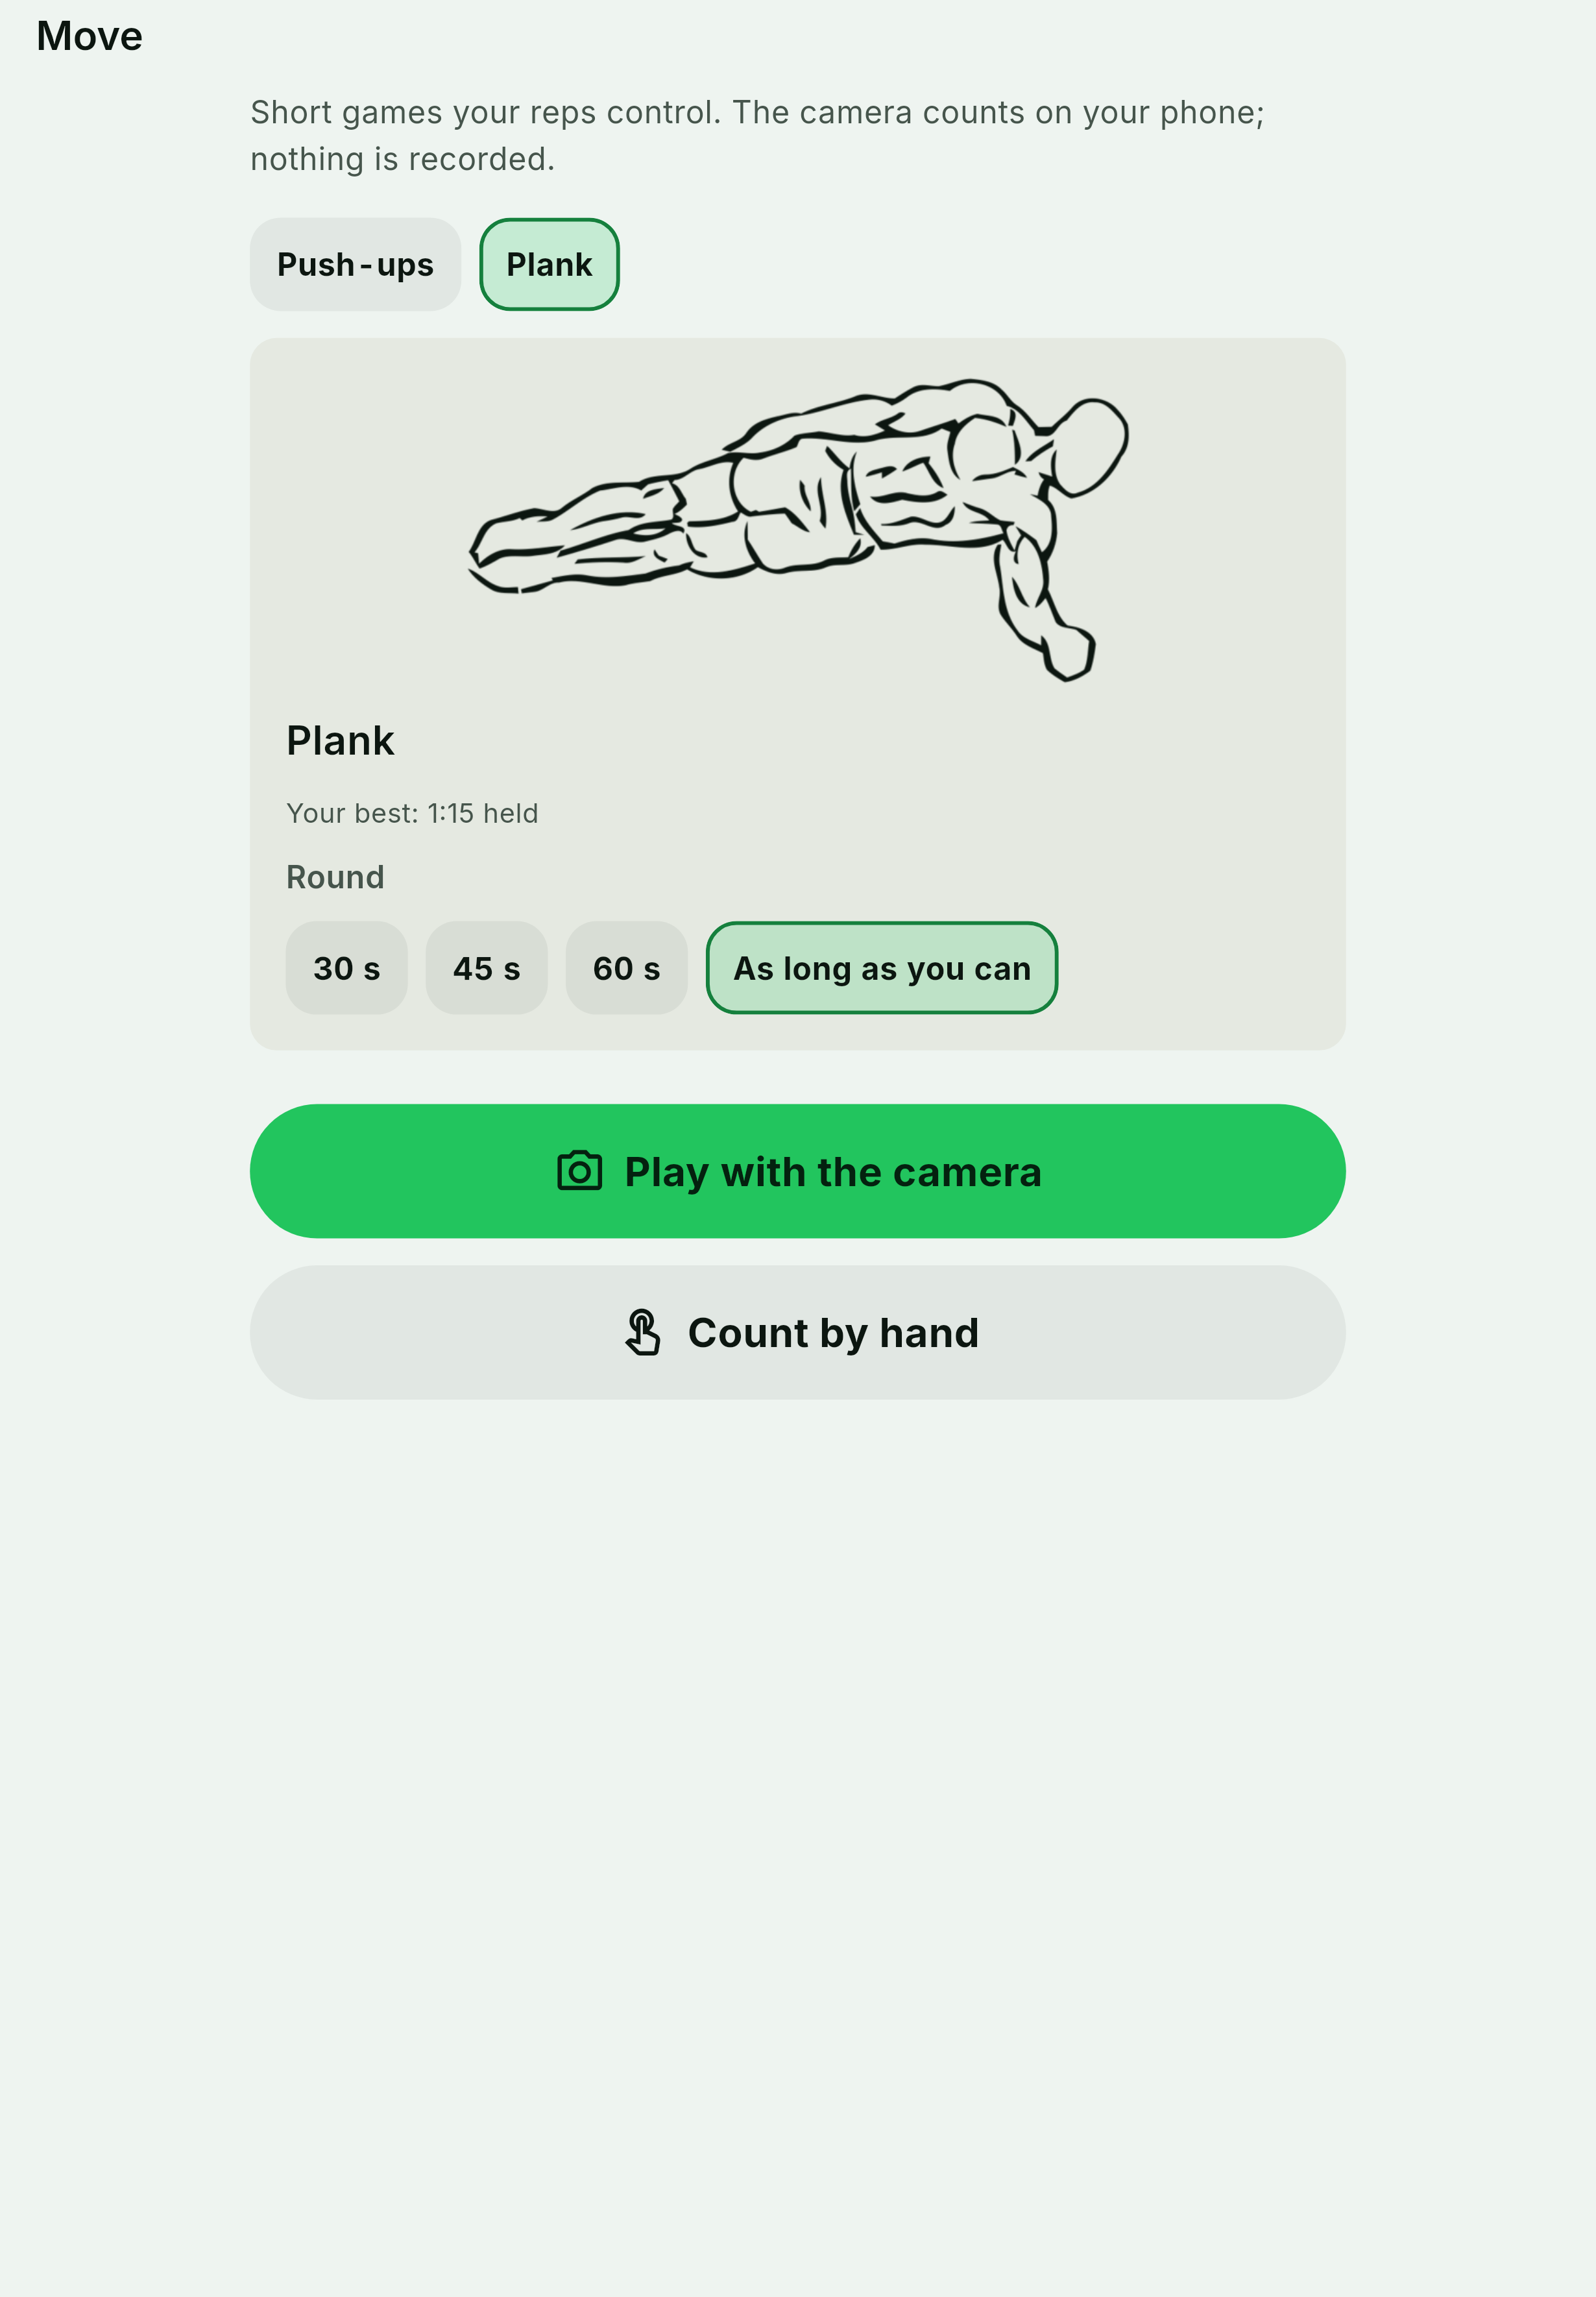 Move
Short games your reps control. The camera counts on your phone;
nothing is recorded.
Push-ups
Plank
Plank
Your best: 1:15 held
Round
30 s
45 s
60 s
As long as you can
Play with the camera
Count by hand